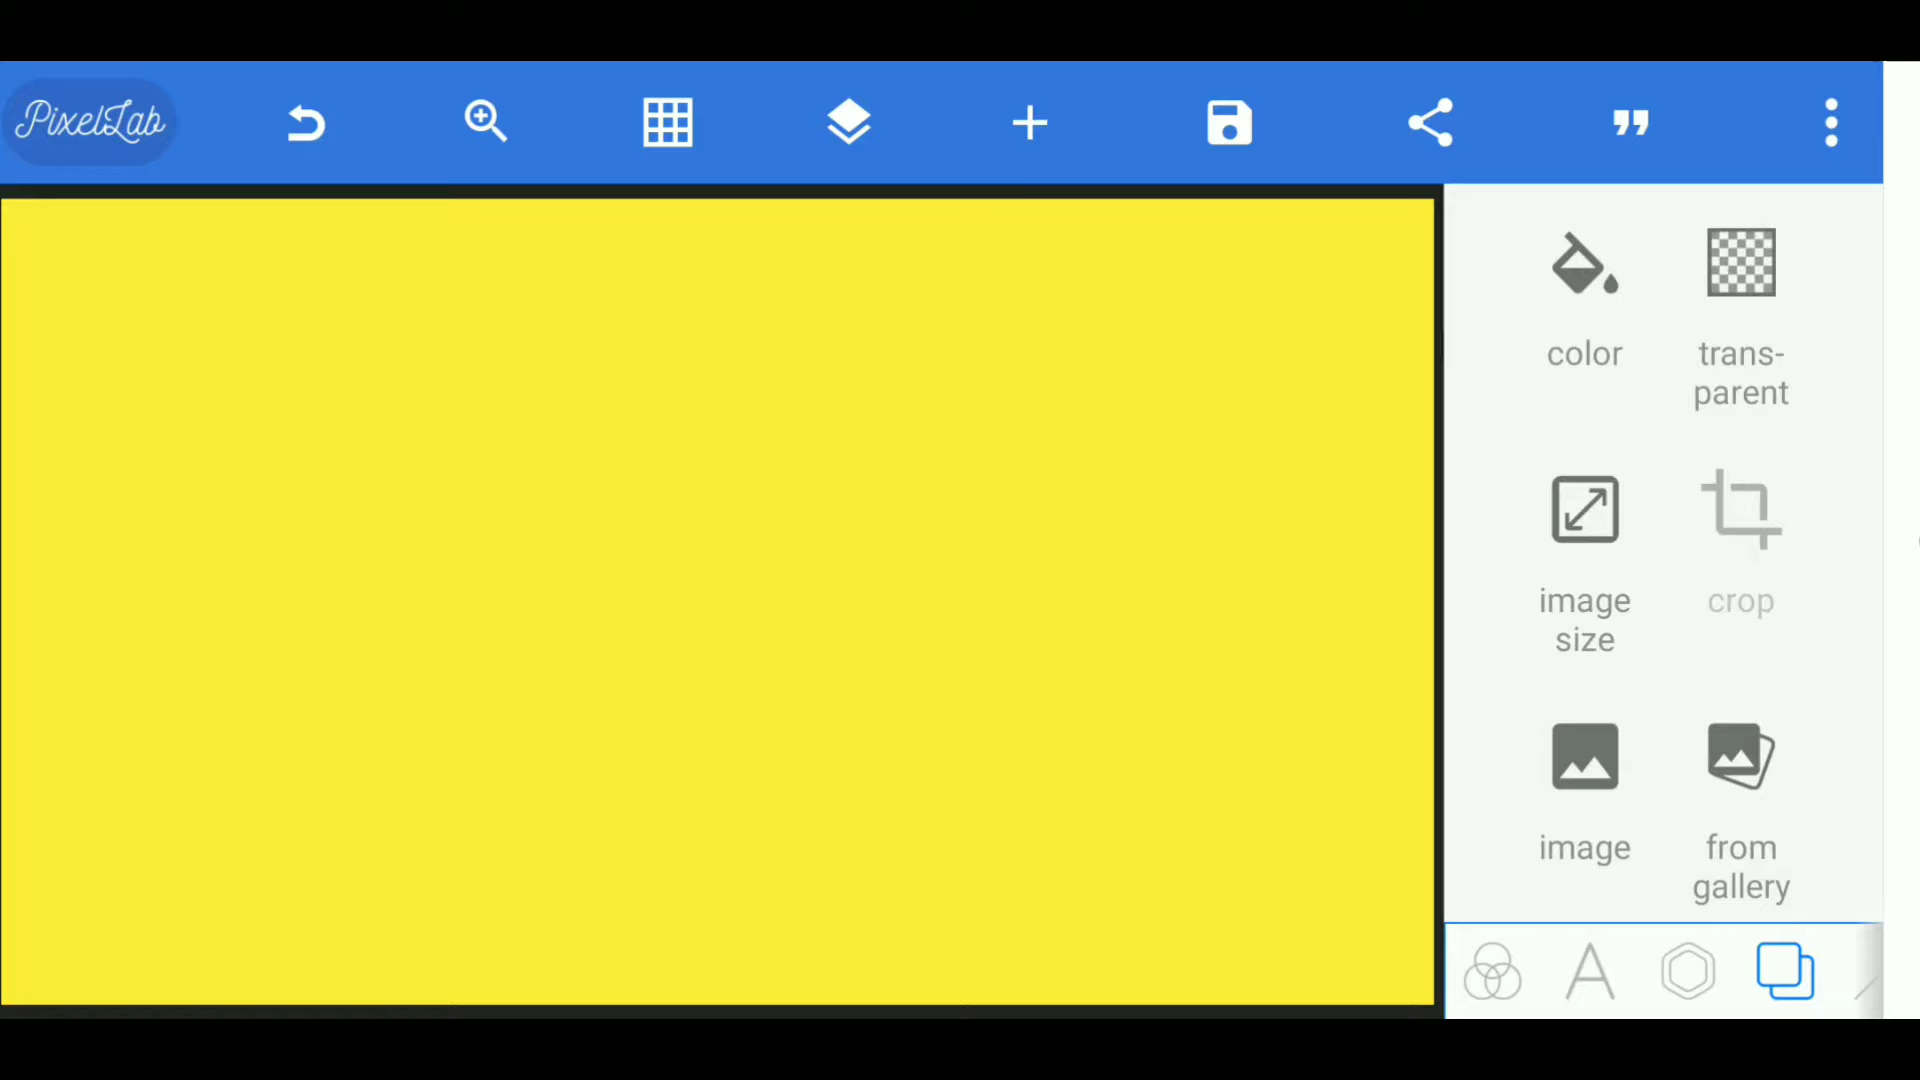 PixelLab
color
trans-
parent
image
size
crop
image
from
gallery